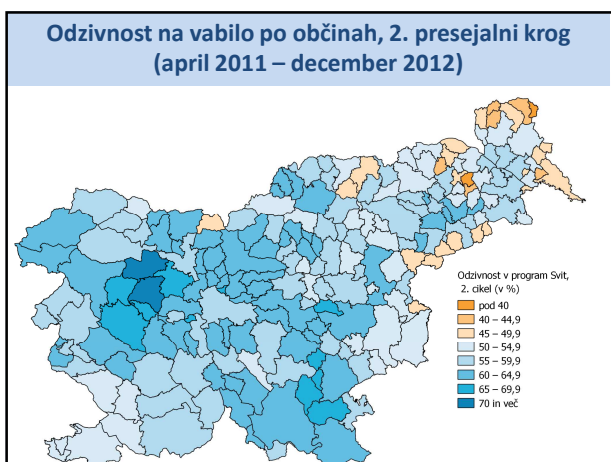 Odzivnost na vabilo po občinah, 2. presejalni krog
(april 2011 – december 2012)
Odzivnost v program Svit,
2. cikel (v %)
pod 40
40 – 44,9
45 – 49,9
50 – 54,9
55 – 59,9
60 – 64,9
65 – 69,9
70 in več